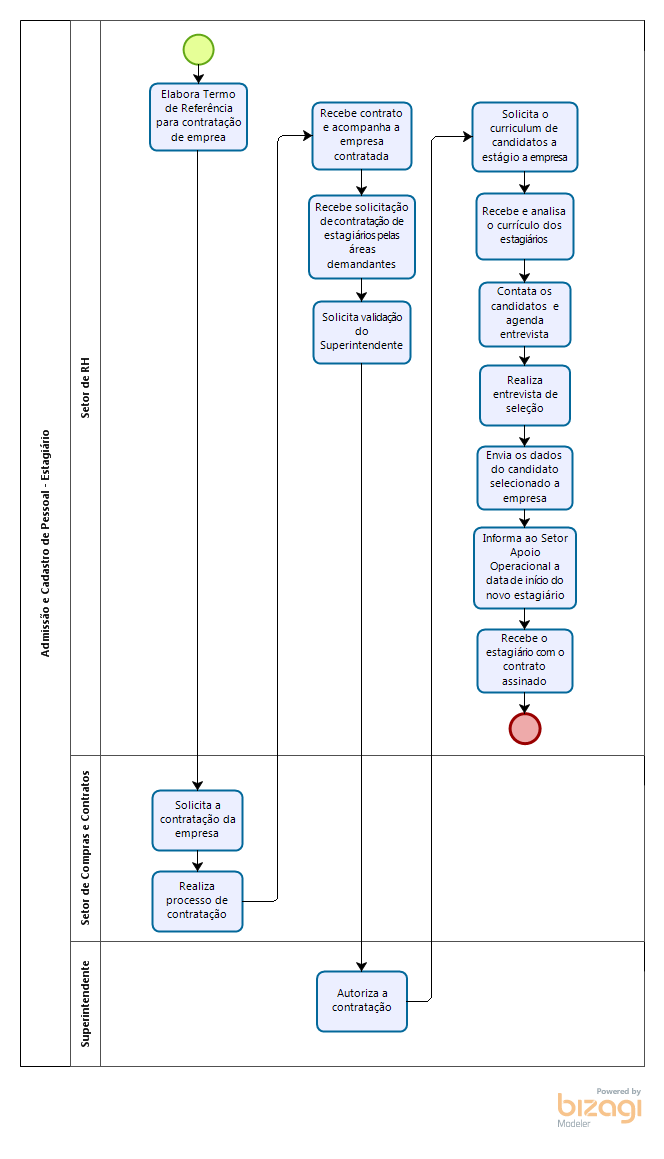 Admissão e Cadastro de Pessoal - Estagiário
Setor de RH
Elabora Termo
de Referência
para contratação
de emprea
Recebe contrato
e acompanha a
empresa
contratada
Recebe solicitação
de contratação de
estagiários pelas
áreas
demandantes
Solicita validação
do
Superintendente
Solicita o
curriculum de
candidatos a
estágio a empresa
Recebe e analisa
o currículo dos
estagiários
Contata os
candidatos e
agenda
entrevista
Realiza
entrevista de
seleção
Envia os dados
do candidato
selecionado a
empresa
Informa ao Setor
Apoio
Operacional a
data de início do
novo estagiário
Recebe o
estagiário com o
contrato
assinado
Setor de Compras e Contratos
Solicita a
contratação da
empresa
Realiza
processo de
contratação
Superintendente
Autoriza a
contratação
Powered by
bizagi
Modeler